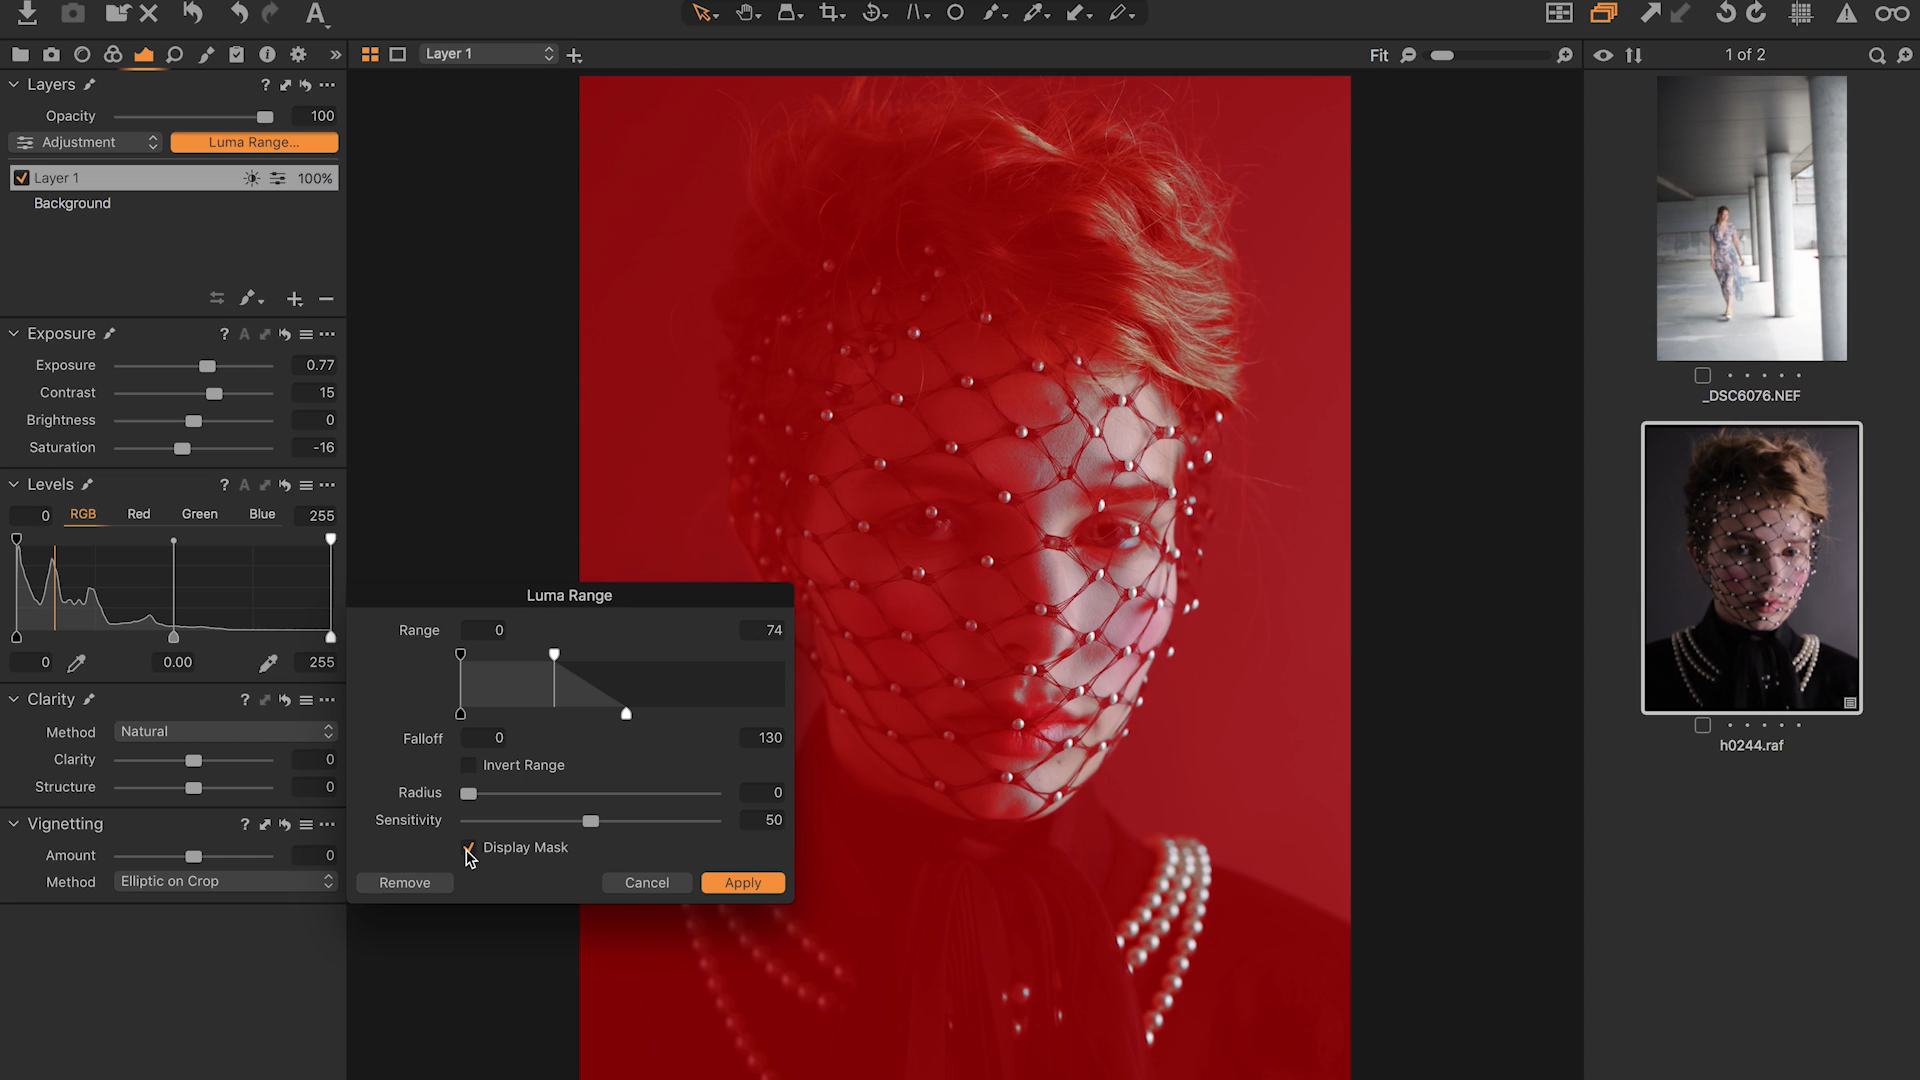 A
Layer 1
Fit
1 of 2
Layers
?
Opacity 100
Adjustment Luma Range...
Layer 1 100%
Background
Exposure ? A
Exposure 0.77
Contrast 15
Brightness 0
Saturation -16
Levels ? A
0 RGB Red Green Blue 255
0 0.00 255
Clarity ?
Method Natural
Clarity 0
Structure 0
Vignetting ?
Amount 0
Method Elliptic on Crop
Luma Range
Range 0 74
Falloff 0 130
Invert Range
Radius 0
Sensitivity 50
Display Mask
Remove Cancel Apply
_DSC6076.NEF
h0244.raf